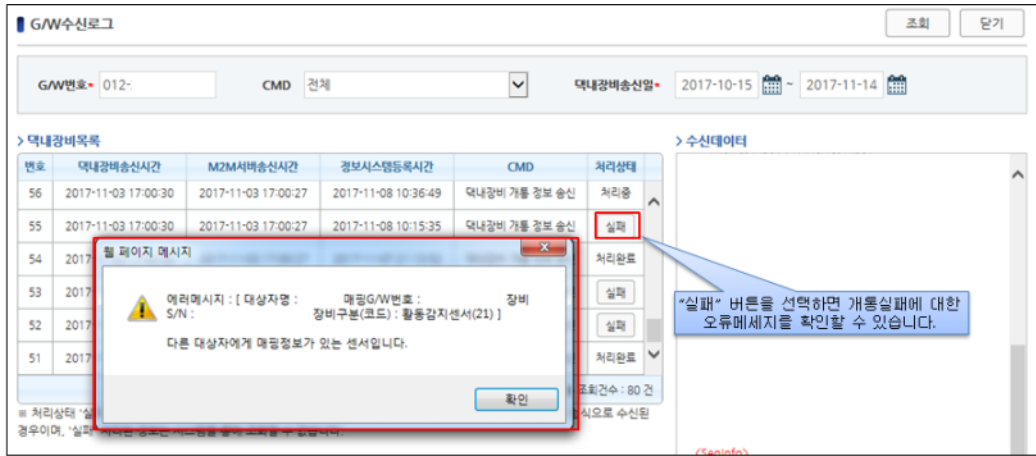 G/W수신로그
조회
닫기
G/W번호* 012-
CMD 전체
댁내장비송신일* 2017-10-15 ~ 2017-11-14
> 댁내장비목록
> 수신데이터
번호 댁내장비송신시간 M2M서버송신시간 정보시스템등록시간 CMD 처리상태
56 2017-11-03 17:00:30 2017-11-03 17:00:27 2017-11-08 10:36:49 댁내장비 개통 정보 송신 처리중
55 2017-11-03 17:00:30 2017-11-03 17:00:27 2017-11-08 10:15:35 댁내장비 개통 정보 송신 실패
54 2017 처리완료
53 2017 실패
52 2017 실패
51 2017 처리완료
웹 페이지 메시지
에러메시지 : [ 대상자명 : 매핑G/W번호 : 장비
S/N : 장비구분(코드) : 활동감지센서(21) ]
다른 대상자에게 매핑정보가 있는 센서입니다.
확인
"실패" 버튼을 선택하면 개통실패에 대한
오류메세지를 확인할 수 있습니다.
조회건수 : 80 건
※ 처리상태 '실 식으로 수신된
경우이며, '실패'
<SenInfo>